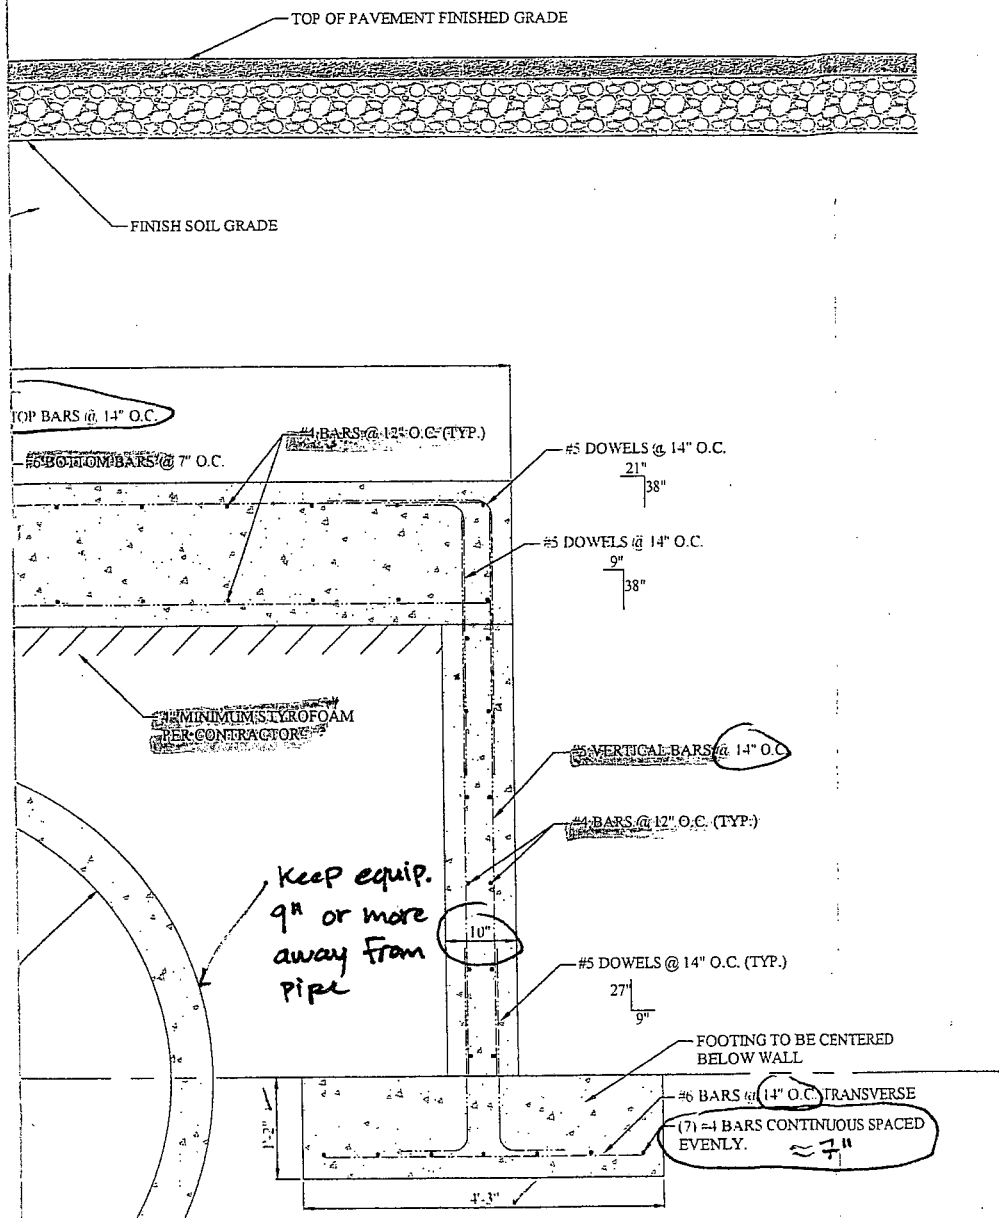 TOP OF PAVEMENT FINISHED GRADE
FINISH SOIL GRADE
TOP BARS @ 14" O.C.
#6 BOTTOM BARS @ 7" O.C.
#4 BARS @ 12" O.C. (TYP.)
#5 DOWELS @ 14" O.C.
21"
38"
#5 DOWELS @ 14" O.C.
9"
38"
MINIMUM STYROFOAM
PER CONTRACTOR
#5 VERTICAL BARS @ 14" O.C.
#4 BARS @ 12" O.C. (TYP.)
Keep equip.
9" or more
away From
pipe
10"
#5 DOWELS @ 14" O.C. (TYP.)
27"
9"
FOOTING TO BE CENTERED
BELOW WALL
#6 BARS @ 14" O.C. TRANSVERSE
(7) #4 BARS CONTINUOUS SPACED
EVENLY.
≈ 7"
1'-2"
4'-3"